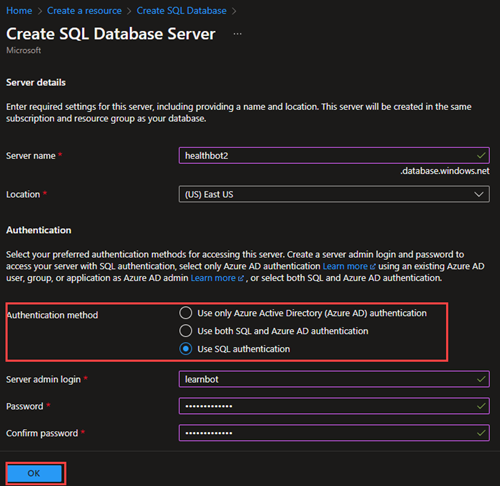 Home > Create a resource > Create SQL Database >
Create SQL Database Server ...
Microsoft
Server details
Enter required settings for this server, including providing a name and location. This server will be created in the same
subscription and resource group as your database.
Server name *
healthbot2
.database.windows.net
Location *
(US) East US
Authentication
Select your preferred authentication methods for accessing this server. Create a server admin login and password to
access your server with SQL authentication, select only Azure AD authentication Learn more using an existing Azure AD
user, group, or application as Azure AD admin Learn more , or select both SQL and Azure AD authentication.
Authentication method
Use only Azure Active Directory (Azure AD) authentication
Use both SQL and Azure AD authentication
Use SQL authentication
Server admin login *
learnbot
Password *
•••••••••••••
Confirm password *
•••••••••••••
OK